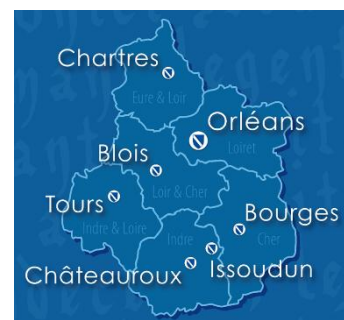 Chartres
Eure & Loir
Orléans
Loiret
Blois
Loir & Cher
Tours
Indre & Loire
Bourges
Cher
Indre
Châteauroux
Issoudun